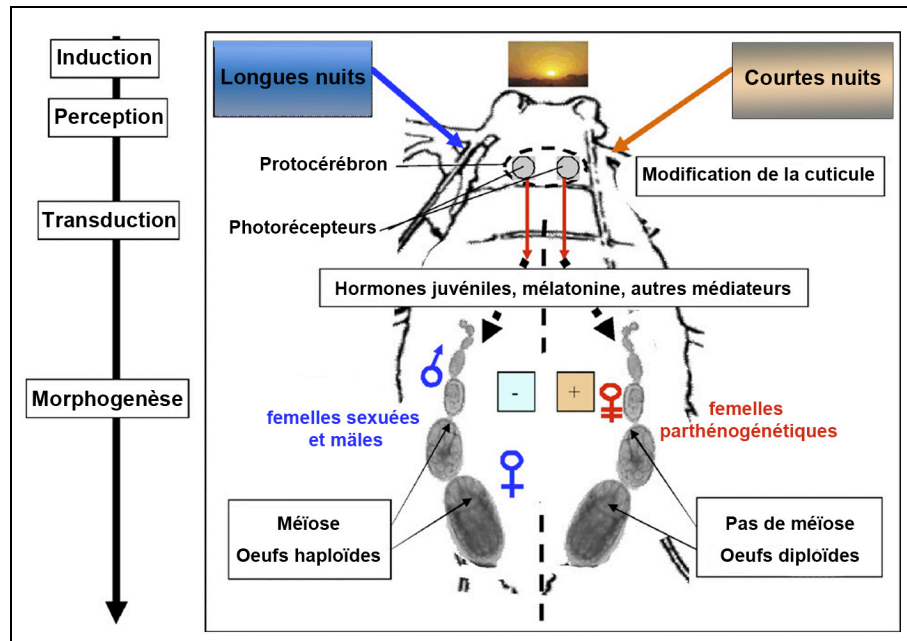 Induction
Perception
Transduction
Morphogenèse
Longues nuits
Courtes nuits
Protocérébron
Photorécepteurs
Modification de la cuticule
Hormones juvéniles, mélatonine, autres médiateurs
-
+
femelles sexuées
et mäles
femelles
parthénogénétiques
Méïose
Oeufs haploïdes
Pas de méïose
Oeufs diploïdes